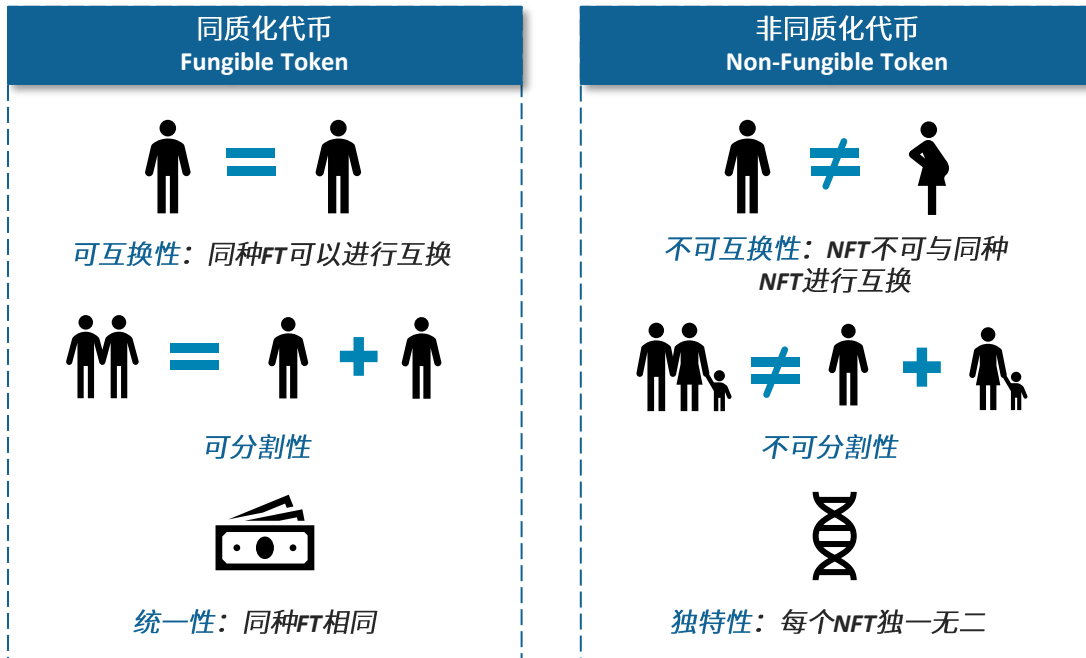 同质化代币
Fungible Token
可互换性：同种FT可以进行互换
可分割性
统一性：同种FT相同
非同质化代币
Non-Fungible Token
不可互换性：NFT不可与同种
NFT进行互换
不可分割性
独特性：每个NFT独一无二